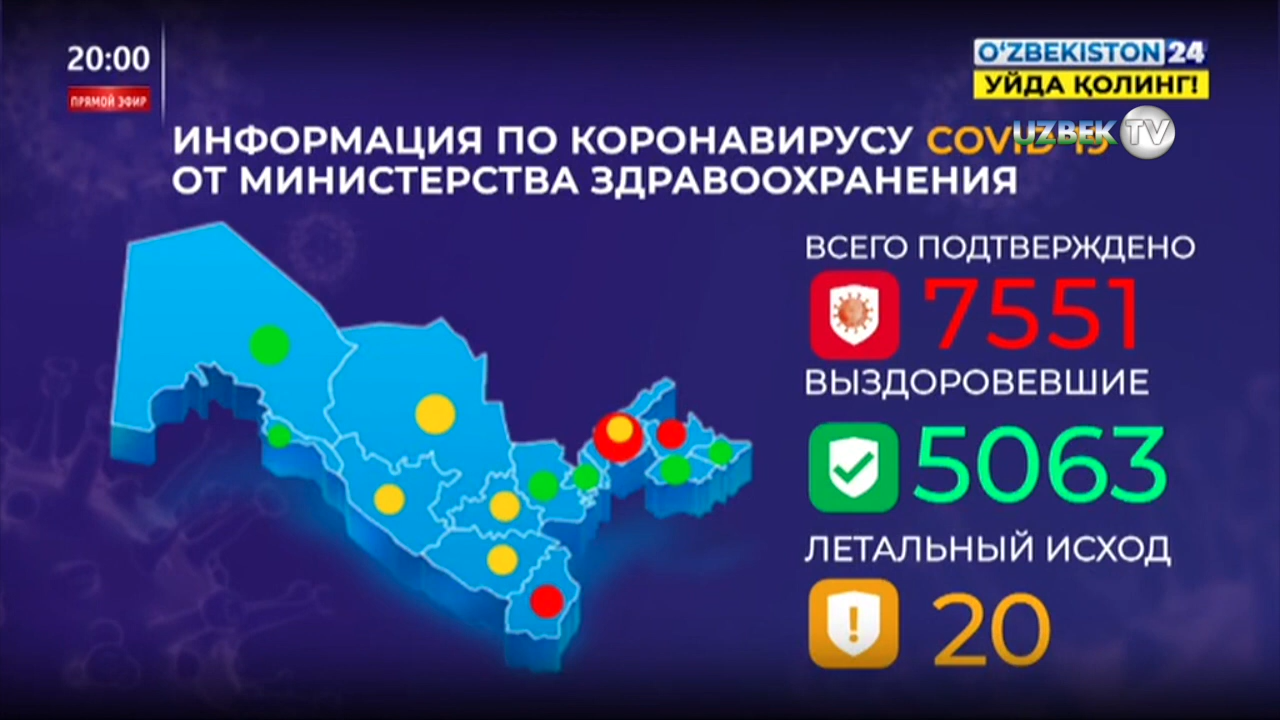 20:00
ПРЯМОЙ ЭФИР
O‘ZBEKISTON 24
УЙДА ҚОЛИНГ!
UZBEK TV
ИНФОРМАЦИЯ ПО КОРОНАВИРУСУ COVID-19
ОТ МИНИСТЕРСТВА ЗДРАВООХРАНЕНИЯ
ВСЕГО ПОДТВЕРЖДЕНО
7551
ВЫЗДОРОВЕВШИЕ
5063
ЛЕТАЛЬНЫЙ ИСХОД
20